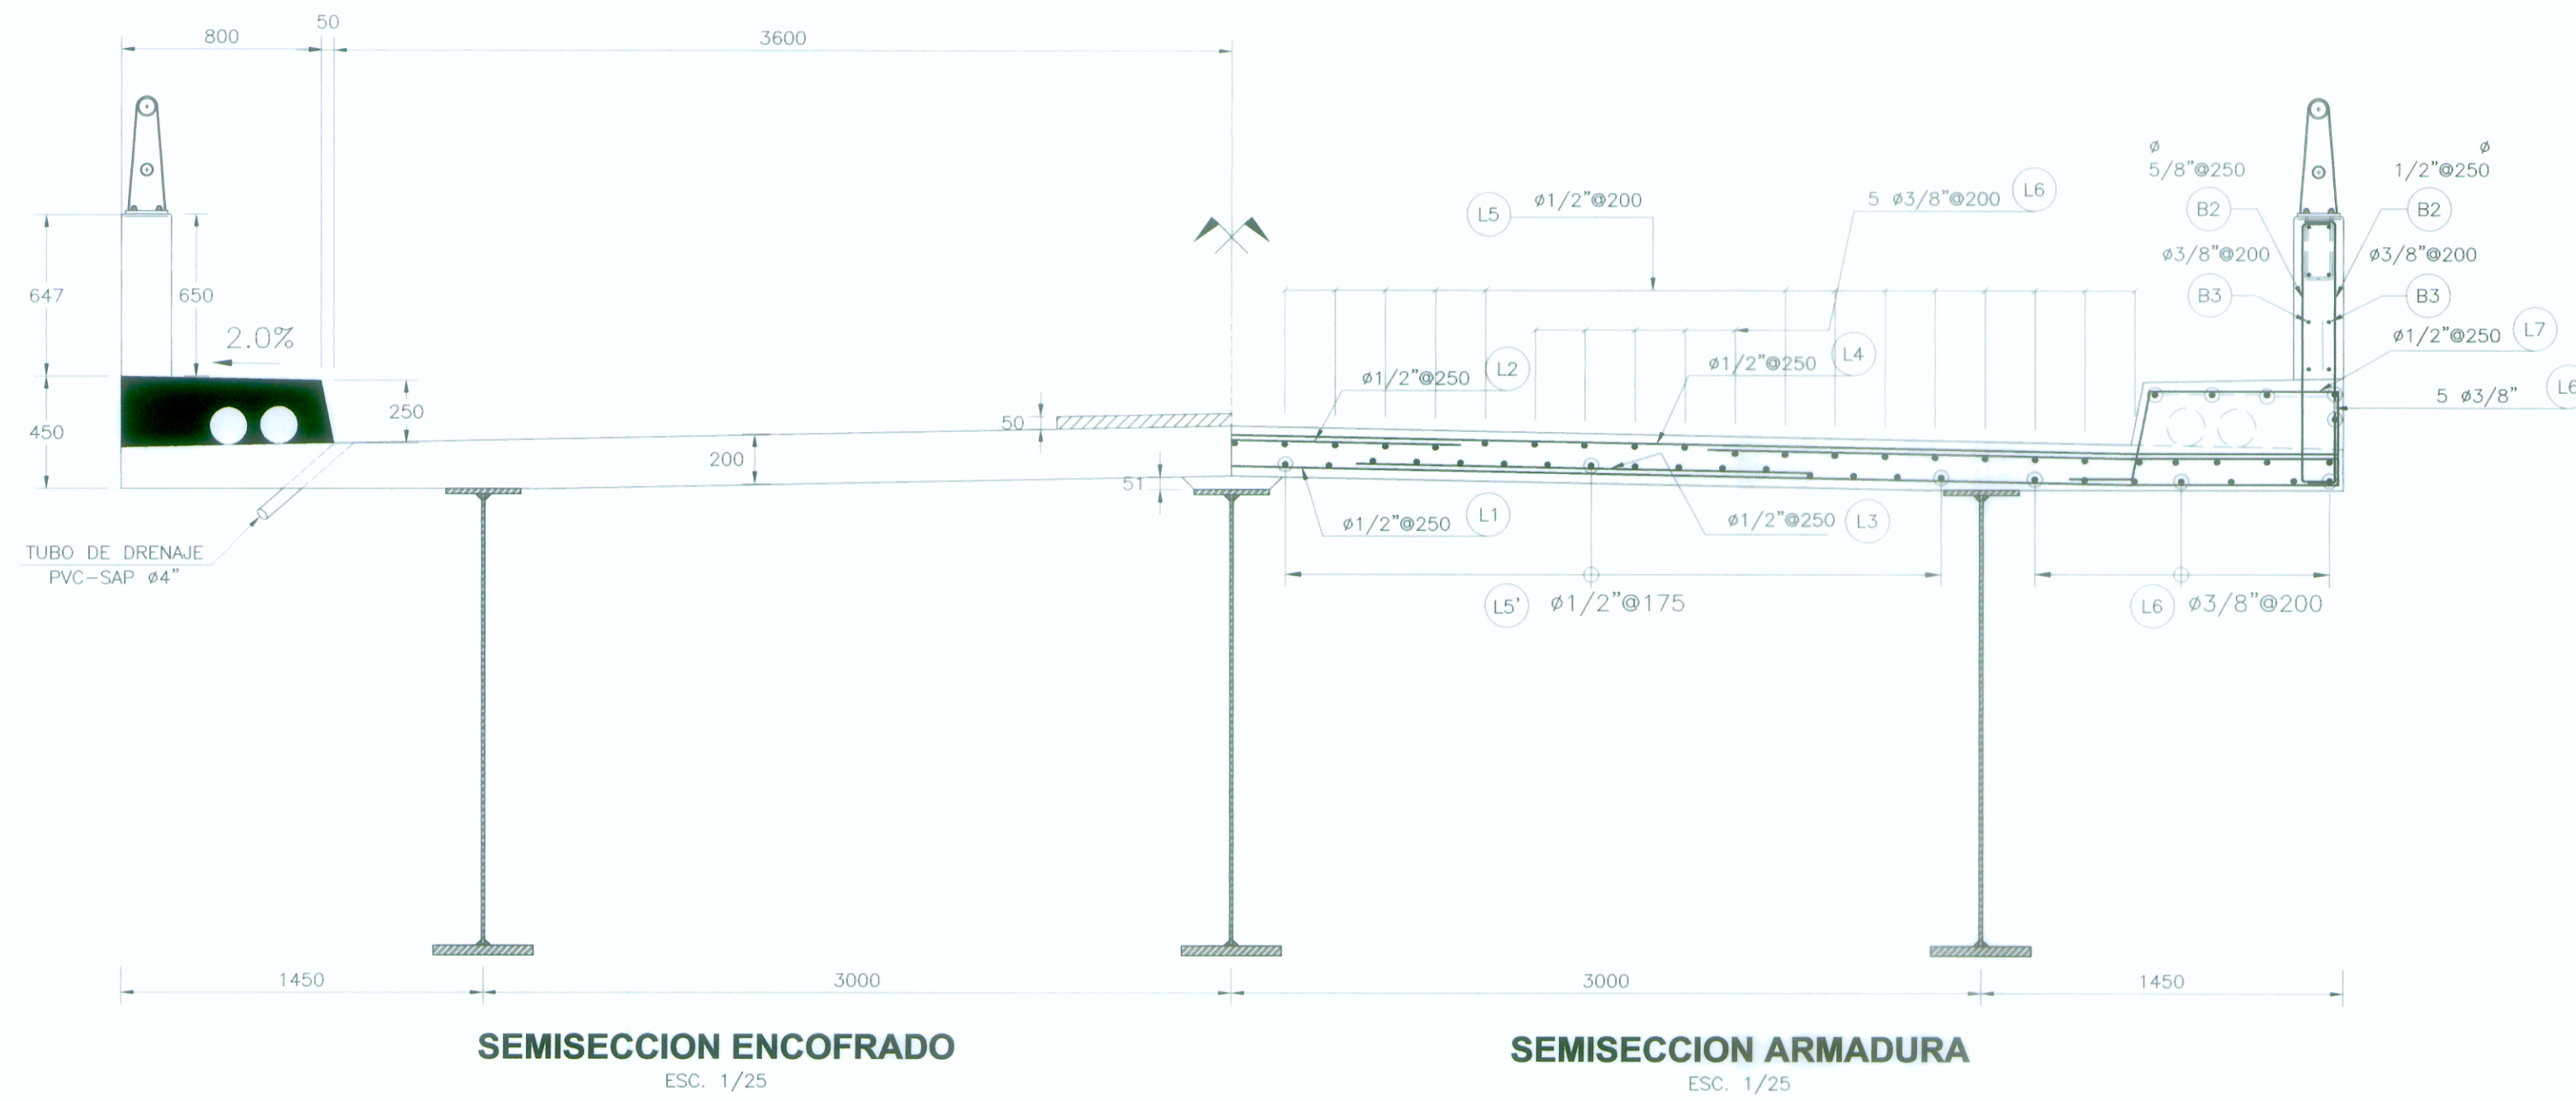 50
800
3600
647
650
2.0%
450
250
50
200
51
TUBO DE DRENAJE
PVC-SAP ø4"
L5
ø1/2"@200
5 ø3/8"@200
L6
ø
5/8"@250
ø
1/2"@250
B2
B2
ø3/8"@200
ø3/8"@200
B3
B3
ø1/2"@250
L7
5 ø3/8"
L6
ø1/2"@250
L2
ø1/2"@250
L4
ø1/2"@250
L1
ø1/2"@250
L3
L5'
ø1/2"@175
L6
ø3/8"@200
1450
3000
3000
1450
SEMISECCION ENCOFRADO
ESC. 1/25
SEMISECCION ARMADURA
ESC. 1/25